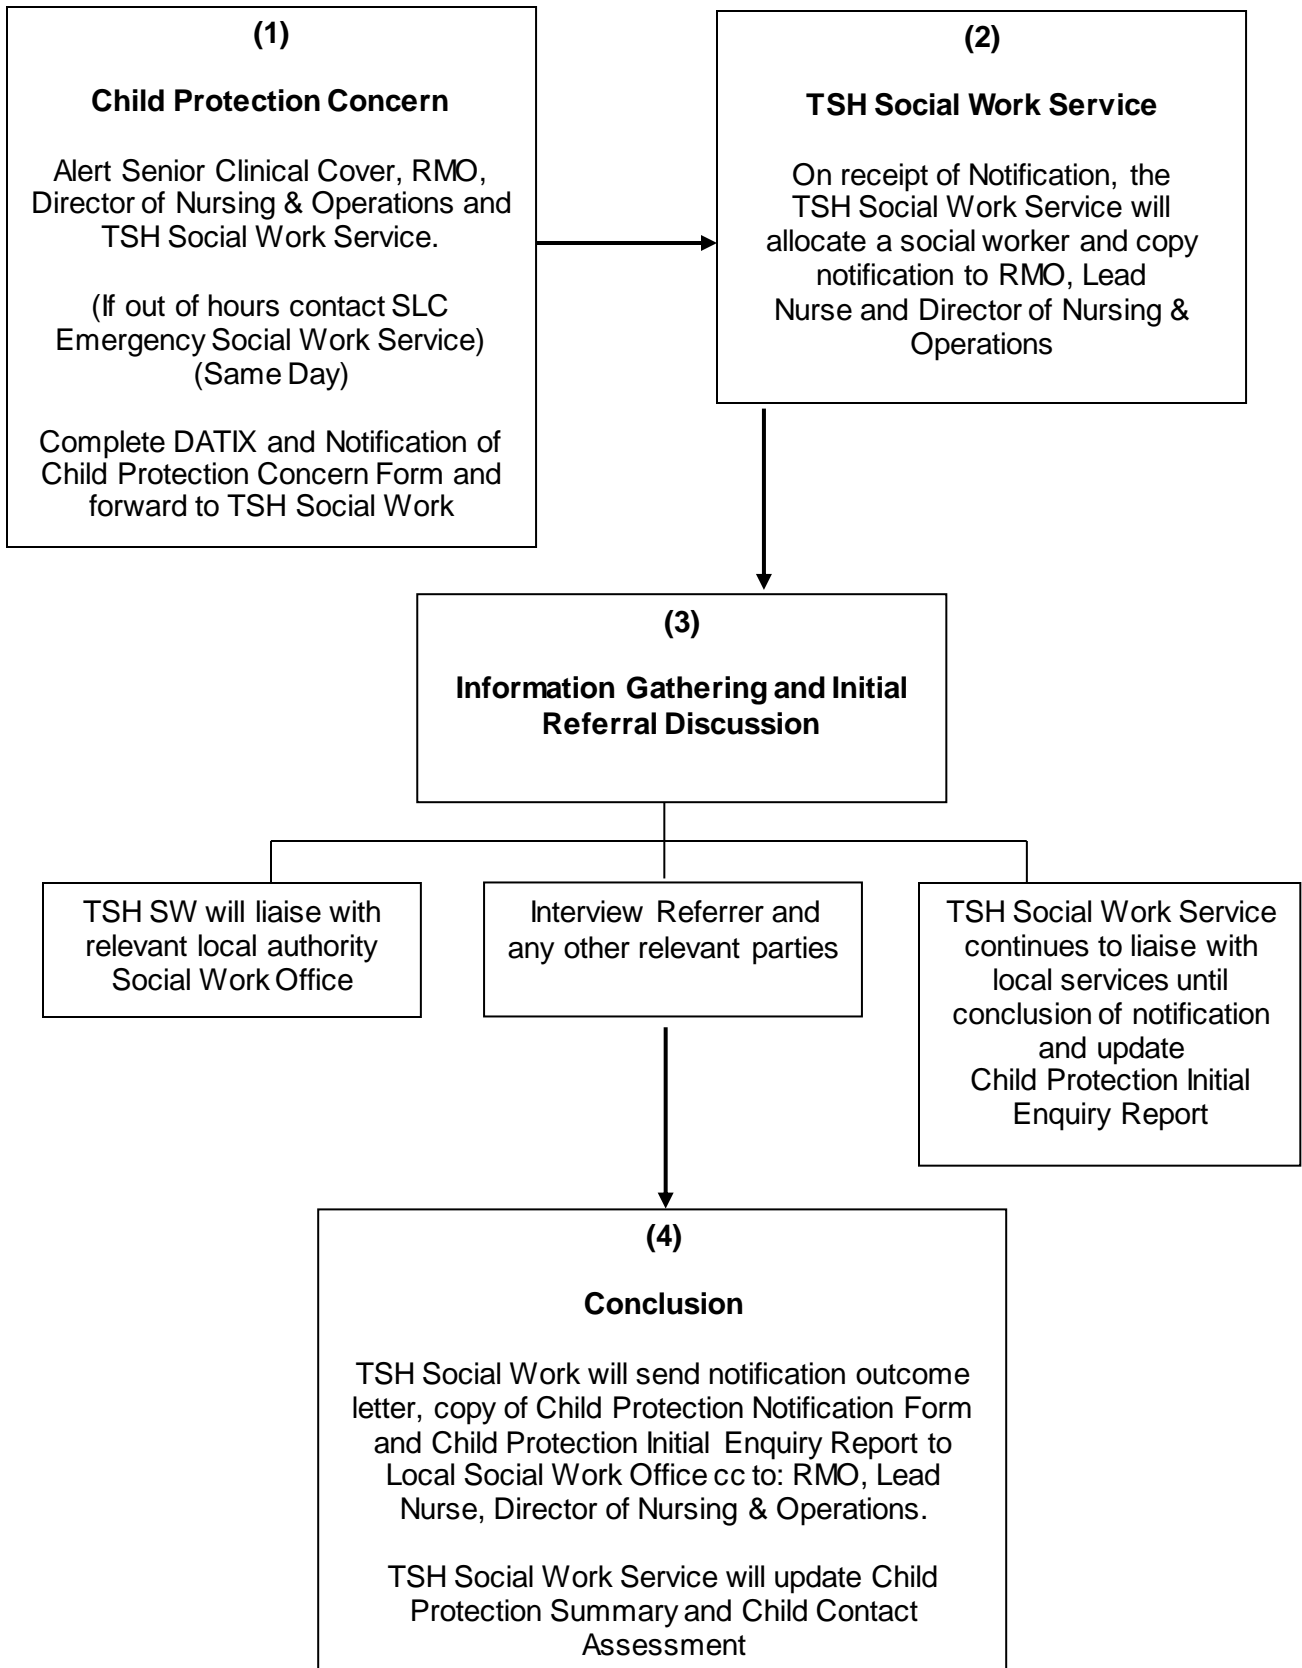 (1)
Child Protection Concern
Alert Senior Clinical Cover, RMO,
Director of Nursing & Operations and
TSH Social Work Service.
(If out of hours contact SLC
Emergency Social Work Service)
(Same Day)
Complete DATIX and Notification of
Child Protection Concern Form and
forward to TSH Social Work
(2)
TSH Social Work Service
On receipt of Notification, the
TSH Social Work Service will
allocate a social worker and copy
notification to RMO, Lead
Nurse and Director of Nursing &
Operations
(3)
Information Gathering and Initial
Referral Discussion
TSH SW will liaise with
relevant local authority
Social Work Office
Interview Referrer and
any other relevant parties
TSH Social Work Service
continues to liaise with
local services until
conclusion of notification
and update
Child Protection Initial
Enquiry Report
(4)
Conclusion
TSH Social Work will send notification outcome
letter, copy of Child Protection Notification Form
and Child Protection Initial Enquiry Report to
Local Social Work Office cc to: RMO, Lead
Nurse, Director of Nursing & Operations.
TSH Social Work Service will update Child
Protection Summary and Child Contact
Assessment